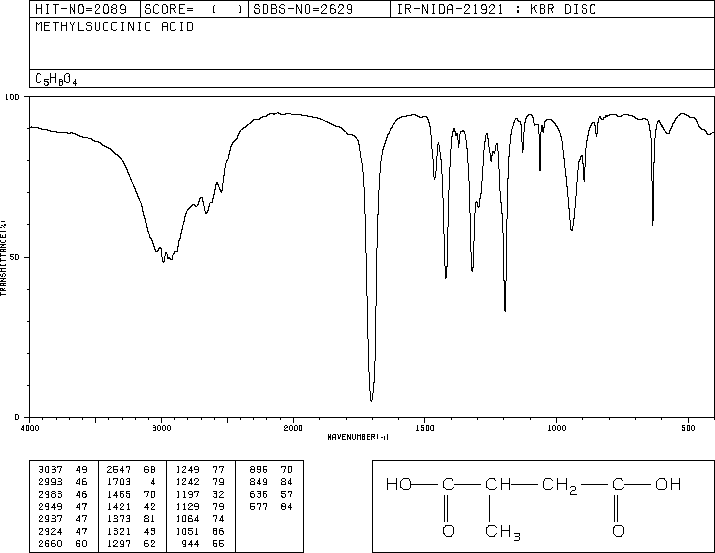 HIT-NO=2089 SCORE= ( ) SDBS-NO=2629 IR-NIDA-21921 : KBR DISC
METHYLSUCCINIC ACID
C5H8O4
100
50
0
TRANSMITTANCE(%)
4000 3000 2000 1500 1000 500
WAVENUMBER(-1)
3037 49 2547 68 1249 77 896 70
2993 46 1703 4 1242 79 849 84
2983 46 1466 70 1197 32 636 57
2949 47 1421 42 1129 79 577 84
2937 47 1373 81 1064 74
2924 47 1321 43 1051 86
2660 60 1297 62 944 55
HO C CH CH2 C OH
O CH3 O